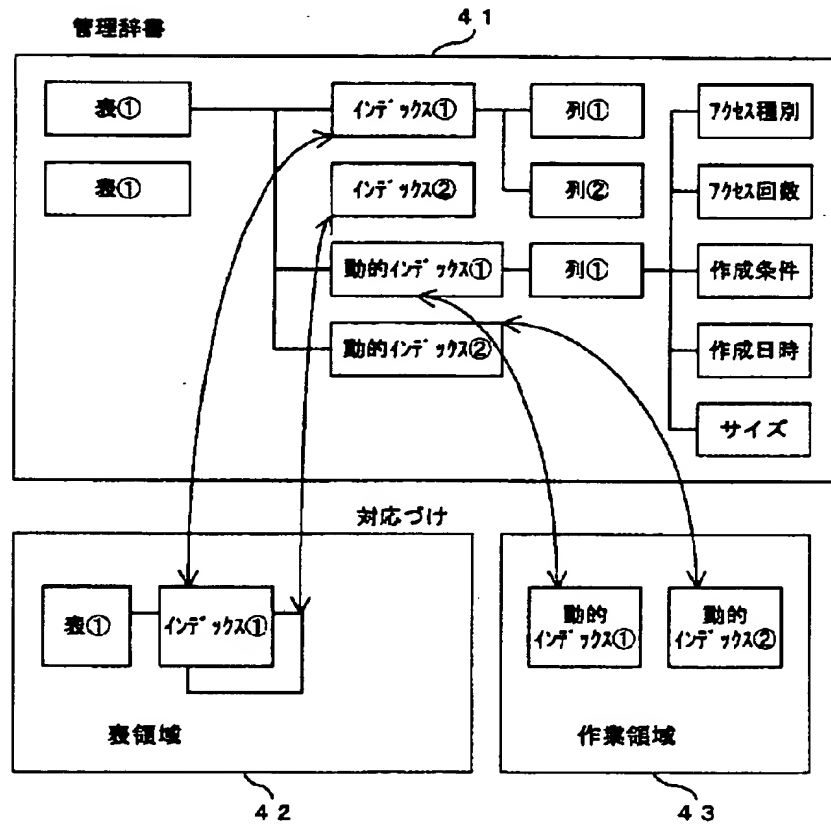 管理辞書
41
表①
インデックス①
列①
アクセス種別
表①
インデックス②
列②
アクセス回数
動的インデックス①
列①
作成条件
動的インデックス②
作成日時
サイズ
対応づけ
表①
インデックス①
動的
インデックス①
動的
インデックス②
表領域
作業領域
42
43